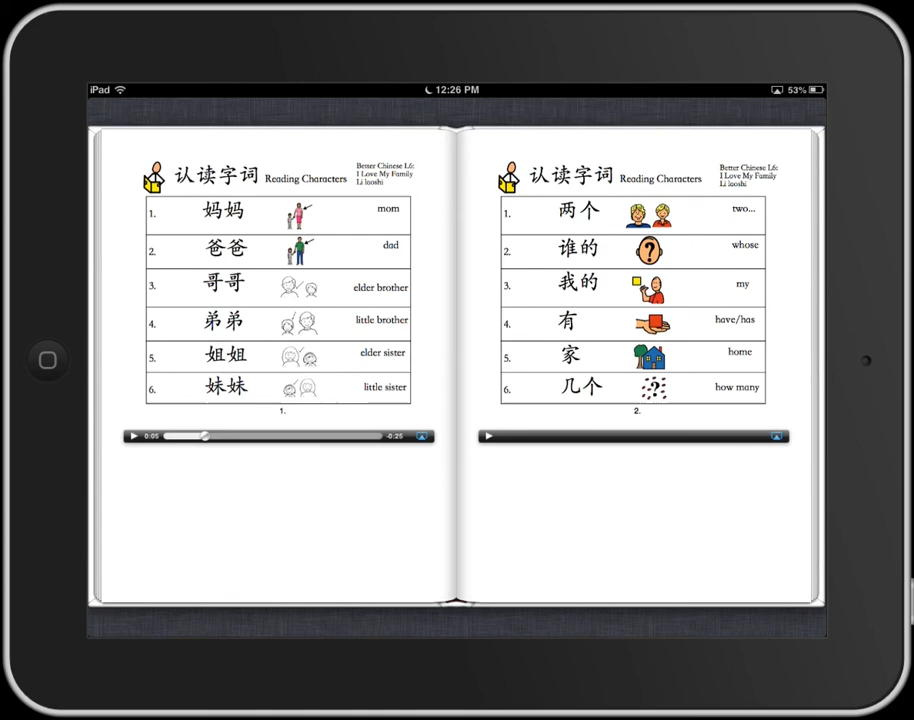 iPad 12:26 PM 53%
认读字词 Reading Characters
Better Chinese L6:
I Love My Family
Li laoshi
1. 妈妈 mom
2. 爸爸 dad
3. 哥哥 elder brother
4. 弟弟 little brother
5. 姐姐 elder sister
6. 妹妹 little sister
1.
0:05 -0:25
认读字词 Reading Characters
Better Chinese L6:
I Love My Family
Li laoshi
1. 两个 two...
2. 谁的 ? whose
3. 我的 my
4. 有 have/has
5. 家 home
6. 几个 ? how many
2.